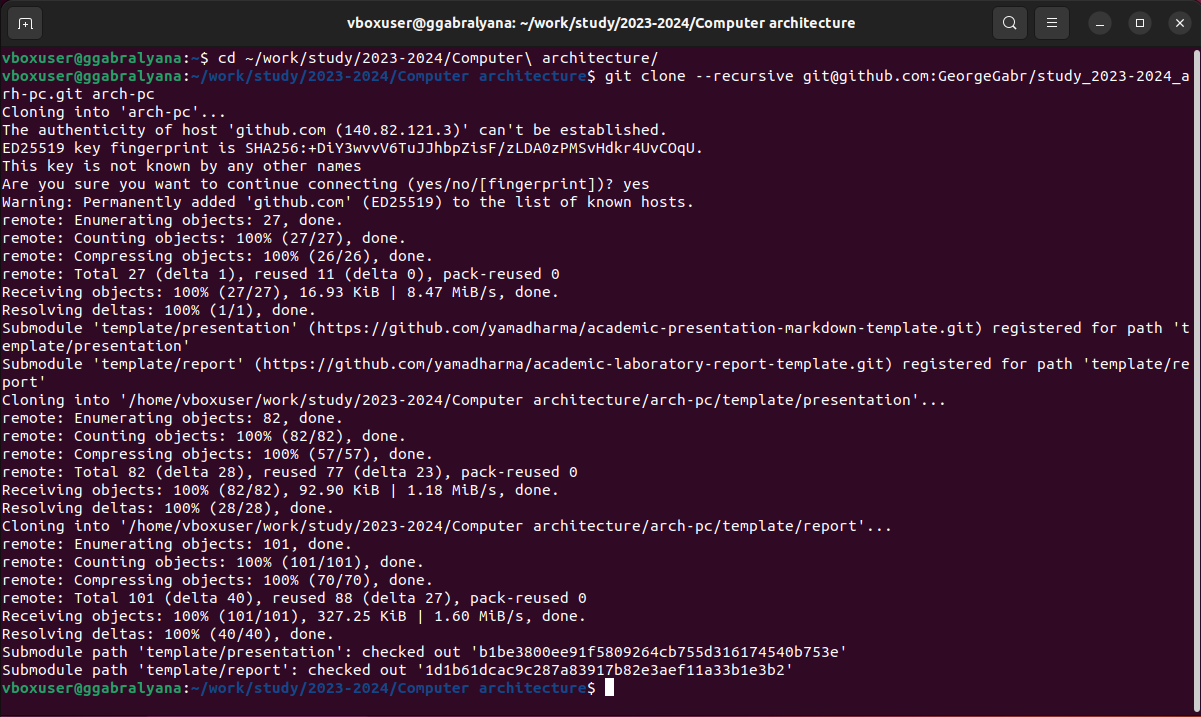 vboxuser@ggabralyana: ~/work/study/2023-2024/Computer architecture
vboxuser@ggabralyana:~$ cd ~/work/study/2023-2024/Computer\ architecture/
vboxuser@ggabralyana:~/work/study/2023-2024/Computer architecture$ git clone --recursive git@github.com:GeorgeGabr/study_2023-2024_a
rh-pc.git arch-pc
Cloning into 'arch-pc'...
The authenticity of host 'github.com (140.82.121.3)' can't be established.
ED25519 key fingerprint is SHA256:+DiY3wvvV6TuJJhbpZisF/zLDA0zPMSvHdkr4UvCOqU.
This key is not known by any other names
Are you sure you want to continue connecting (yes/no/[fingerprint])? yes
Warning: Permanently added 'github.com' (ED25519) to the list of known hosts.
remote: Enumerating objects: 27, done.
remote: Counting objects: 100% (27/27), done.
remote: Compressing objects: 100% (26/26), done.
remote: Total 27 (delta 1), reused 11 (delta 0), pack-reused 0
Receiving objects: 100% (27/27), 16.93 KiB | 8.47 MiB/s, done.
Resolving deltas: 100% (1/1), done.
Submodule 'template/presentation' (https://github.com/yamadharma/academic-presentation-markdown-template.git) registered for path 't
emplate/presentation'
Submodule 'template/report' (https://github.com/yamadharma/academic-laboratory-report-template.git) registered for path 'template/re
port'
Cloning into '/home/vboxuser/work/study/2023-2024/Computer architecture/arch-pc/template/presentation'...
remote: Enumerating objects: 82, done.
remote: Counting objects: 100% (82/82), done.
remote: Compressing objects: 100% (57/57), done.
remote: Total 82 (delta 28), reused 77 (delta 23), pack-reused 0
Receiving objects: 100% (82/82), 92.90 KiB | 1.18 MiB/s, done.
Resolving deltas: 100% (28/28), done.
Cloning into '/home/vboxuser/work/study/2023-2024/Computer architecture/arch-pc/template/report'...
remote: Enumerating objects: 101, done.
remote: Counting objects: 100% (101/101), done.
remote: Compressing objects: 100% (70/70), done.
remote: Total 101 (delta 40), reused 88 (delta 27), pack-reused 0
Receiving objects: 100% (101/101), 327.25 KiB | 1.60 MiB/s, done.
Resolving deltas: 100% (40/40), done.
Submodule path 'template/presentation': checked out 'b1be3800ee91f5809264cb755d316174540b753e'
Submodule path 'template/report': checked out '1d1b61dcac9c287a83917b82e3aef11a33b1e3b2'
vboxuser@ggabralyana:~/work/study/2023-2024/Computer architecture$